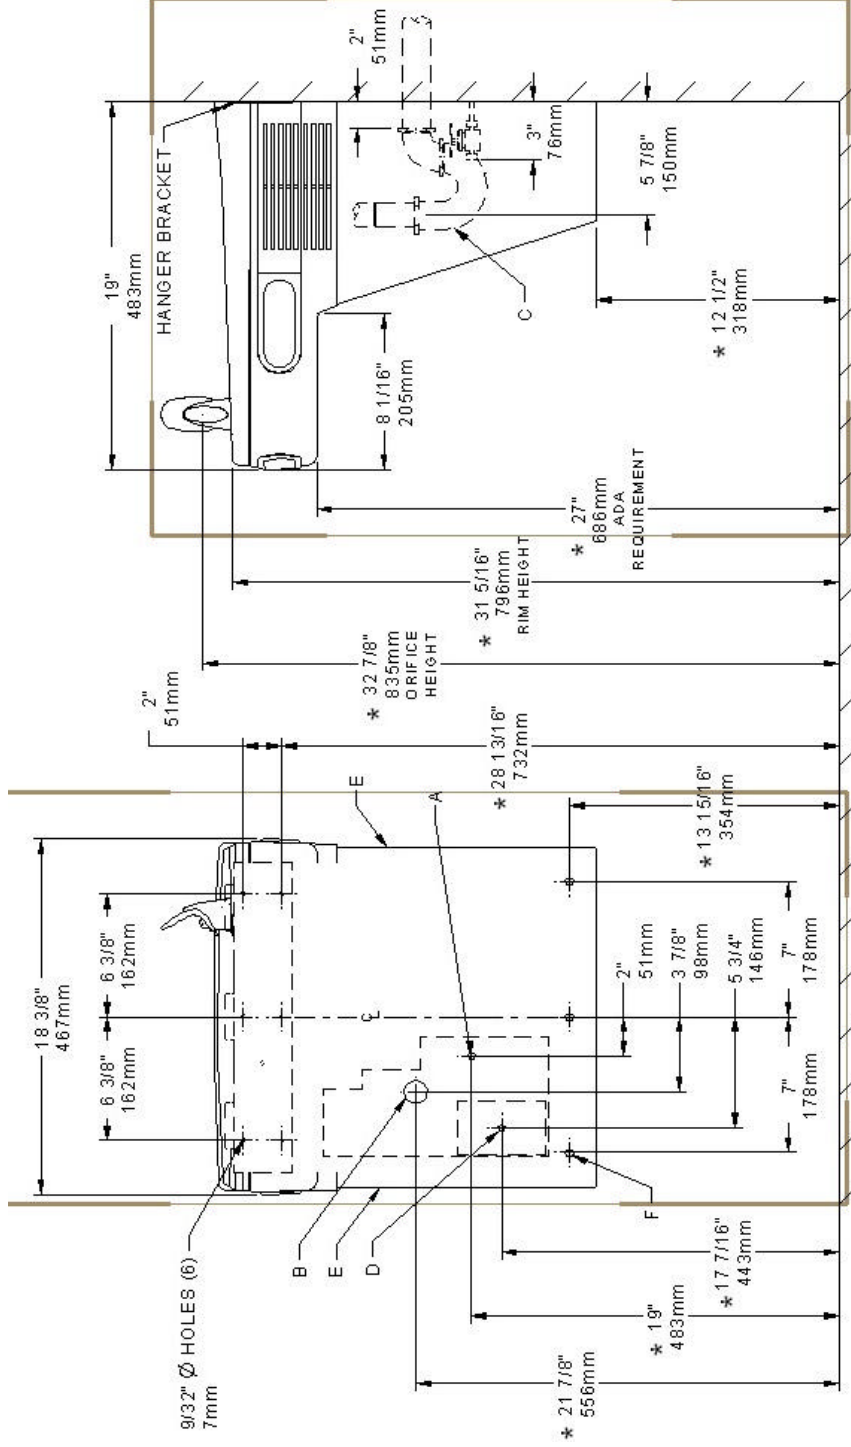 2"
51mm
19"
483mm
HANGER BRACKET
3"
76mm
5 7/8"
150mm
C
8 1/16"
205mm
* 12 1/2"
318mm
* 27"
686mm
ADA
REQUIREMENT
* 31 5/16"
796mm
RIM HEIGHT
* 32 7/8"
835mm
ORIFICE
HEIGHT
2"
51mm
* 28 13/16"
732mm
E
A
*13 15/16"
354mm
18 3/8"
467mm
6 3/8"
162mm
6 3/8"
162mm
CL
2"
51mm
3 7/8"
98mm
5 3/4"
146mm
7"
178mm
7"
178mm
9/32" Ø HOLES (6)
7mm
B
E
D
F
* 17 7/16"
443mm
* 19"
483mm
* 21 7/8"
556mm